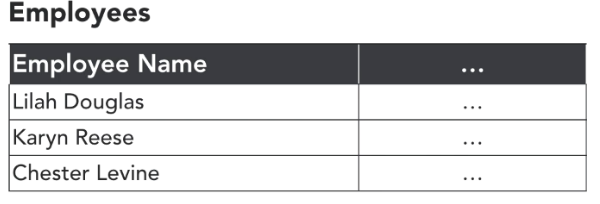 Employees
Employee Name ...
Lilah Douglas ...
Karyn Reese ...
Chester Levine ...